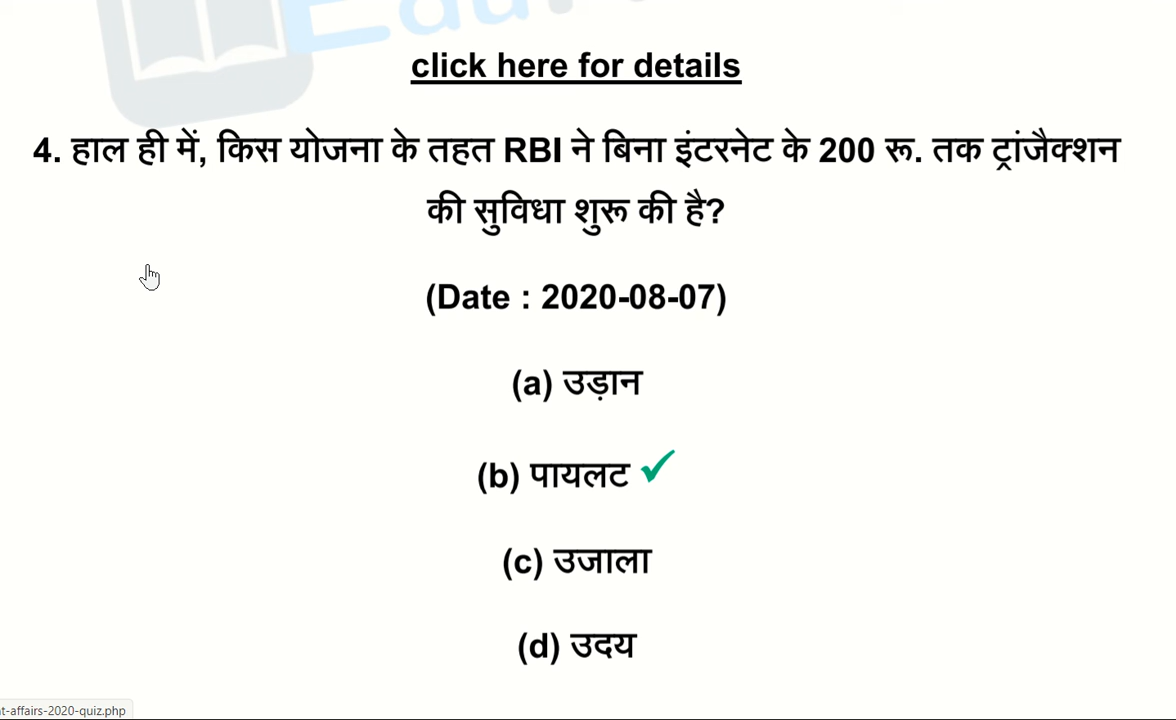 click here for details
4. हाल ही में, किस योजना के तहत RBI ने बिना इंटरनेट के 200 रू. तक ट्रांजैक्शन
की सुविधा शुरू की है?
(Date : 2020-08-07)
(a) उड़ान
(b) पायलट
(c) उजाला
(d) उदय
t-affairs-2020-quiz.php